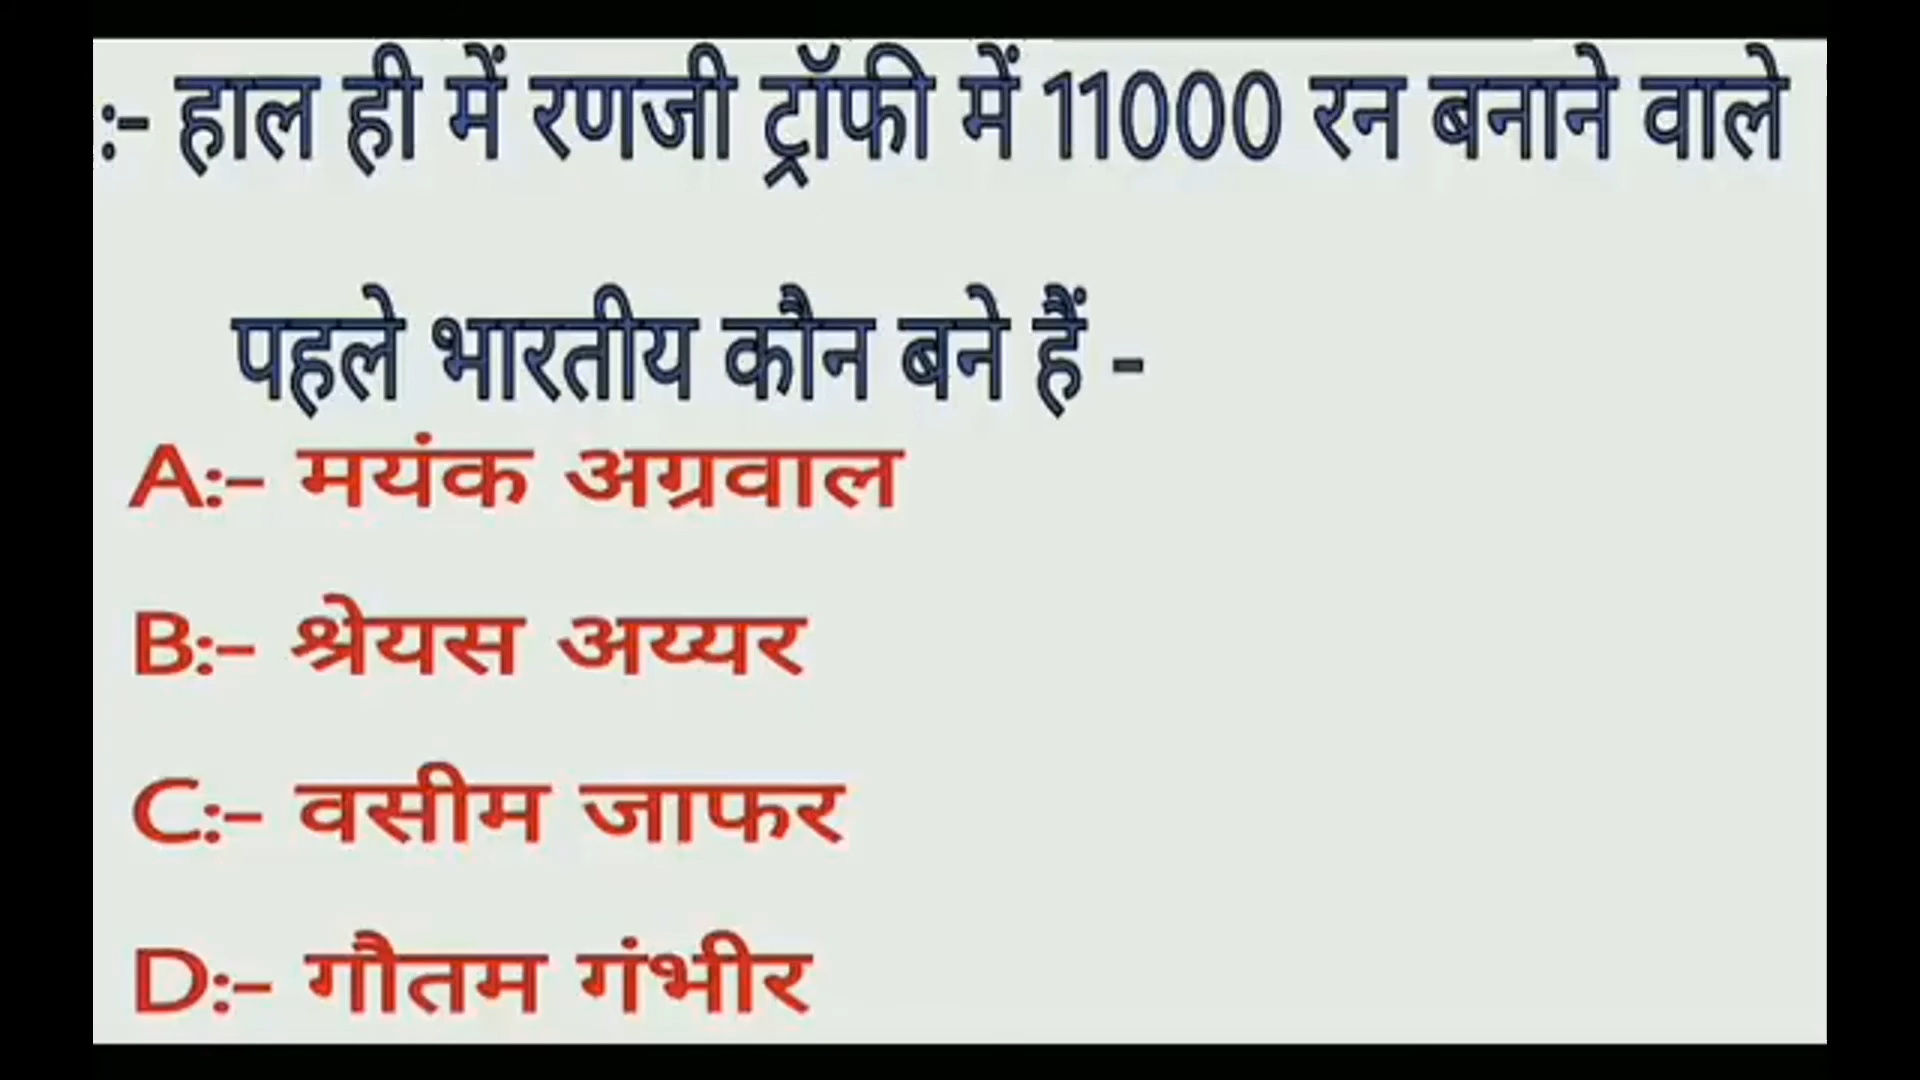 :- हाल ही में रणजी ट्रॉफी में 11000 रन बनाने वाले
पहले भारतीय कौन बने हैं -
A:- मयंक अग्रवाल
B:- श्रेयस अय्यर
C:- वसीम जाफर
D:- गौतम गंभीर